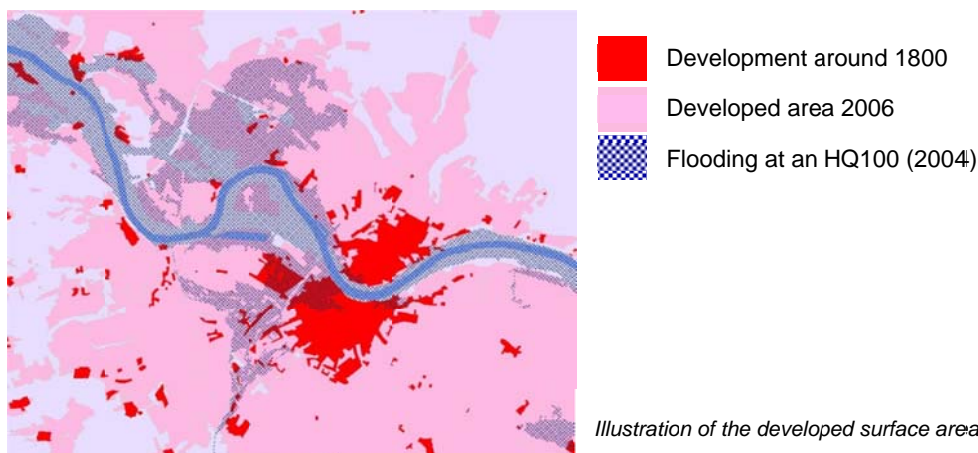 Development around 1800
Developed area 2006
Flooding at an HQ100 (2004)
Illustration of the developed surface area